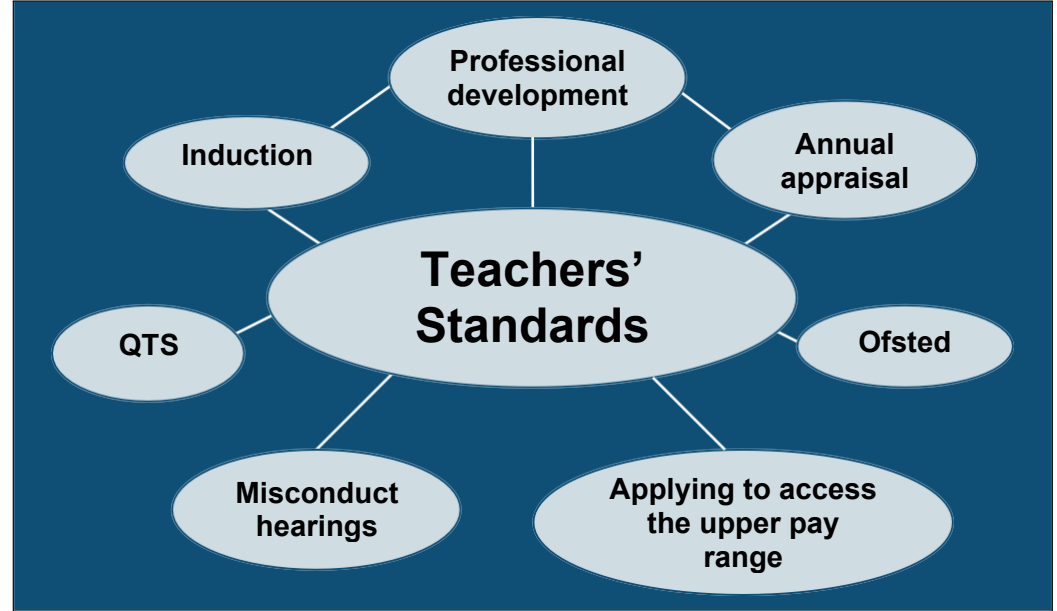 Professional
development
Induction
Annual
appraisal
Teachers’
Standards
QTS
Ofsted
Misconduct
hearings
Applying to access
the upper pay
range